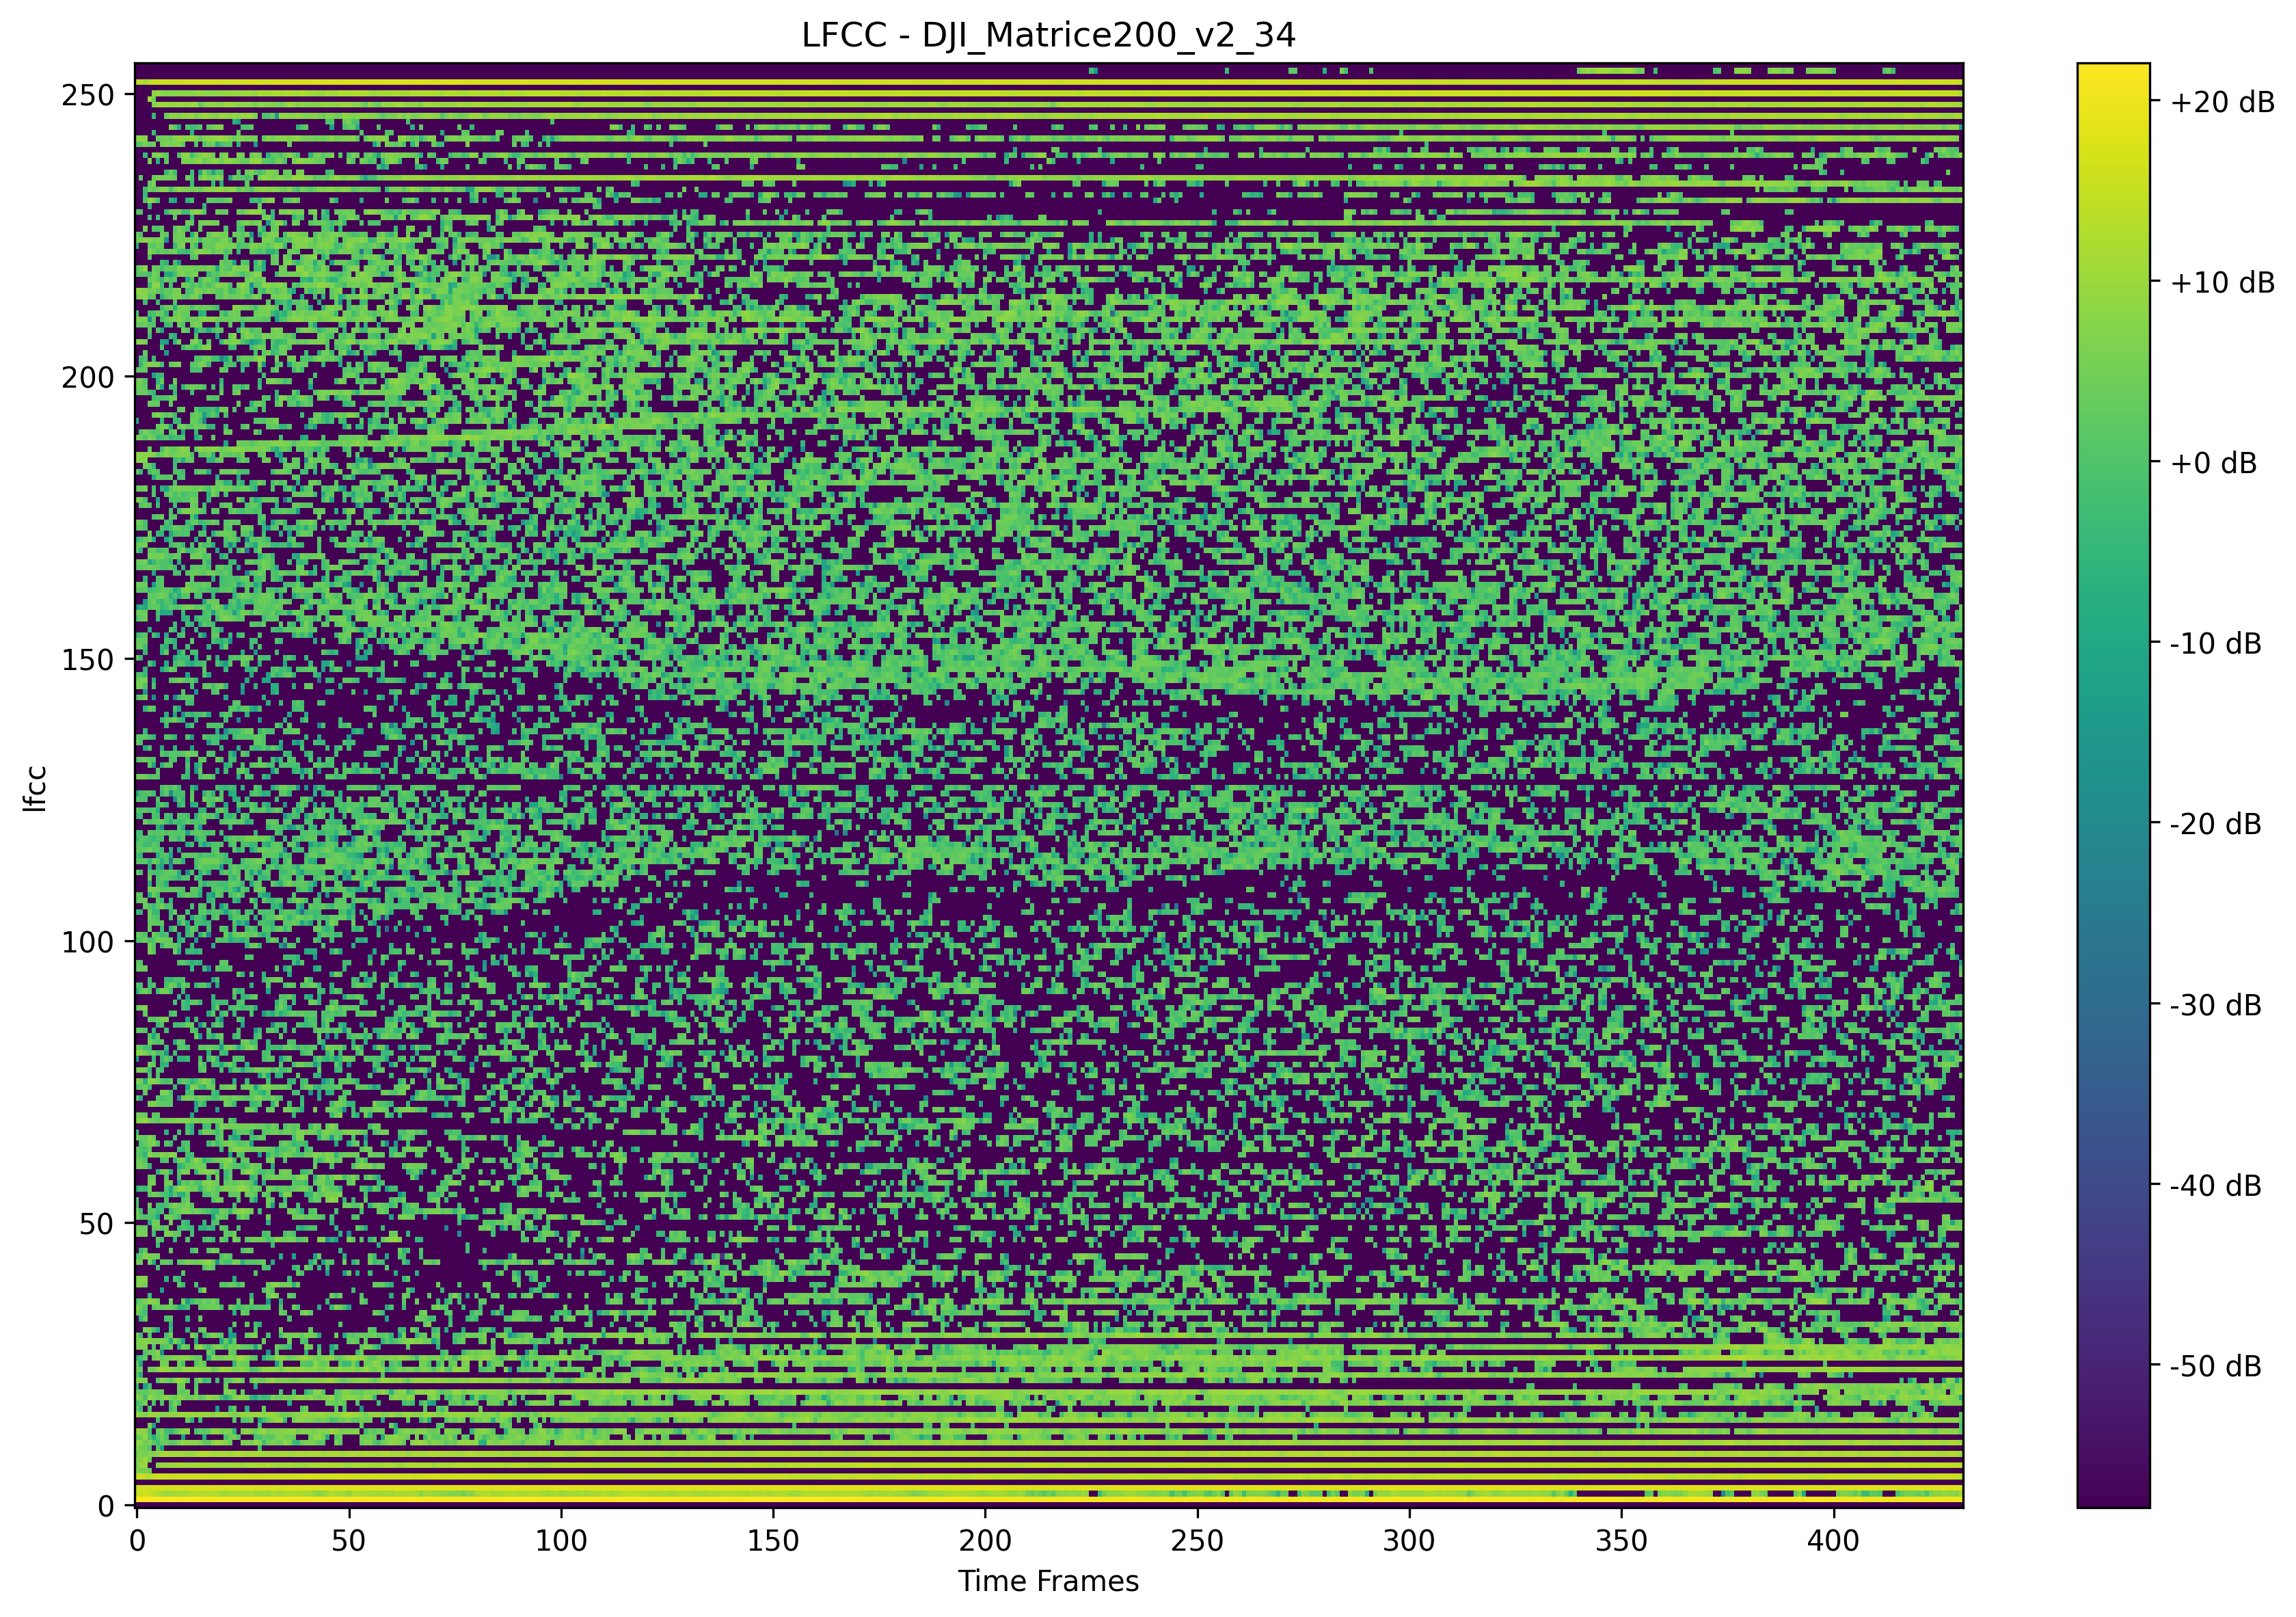 LFCC - DJI_Matrice200_v2_34
250
200
150
100
50
0
lfcc
0 50 100 150 200 250 300 350 400
Time Frames
+20 dB
+10 dB
+0 dB
-10 dB
-20 dB
-30 dB
-40 dB
-50 dB